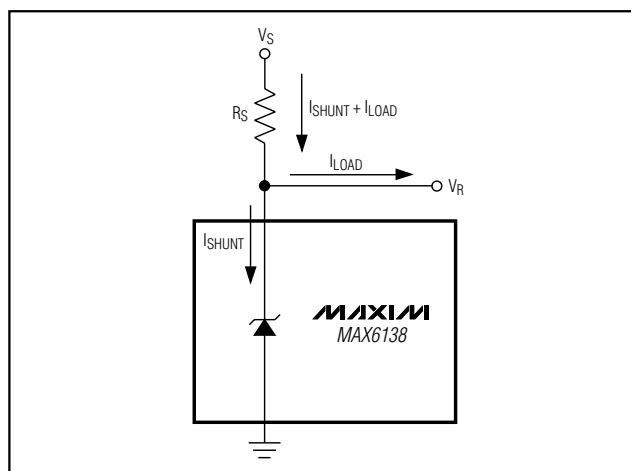 VS
RS
ISHUNT + ILOAD
ILOAD
VR
ISHUNT
MAXIM
MAX6138